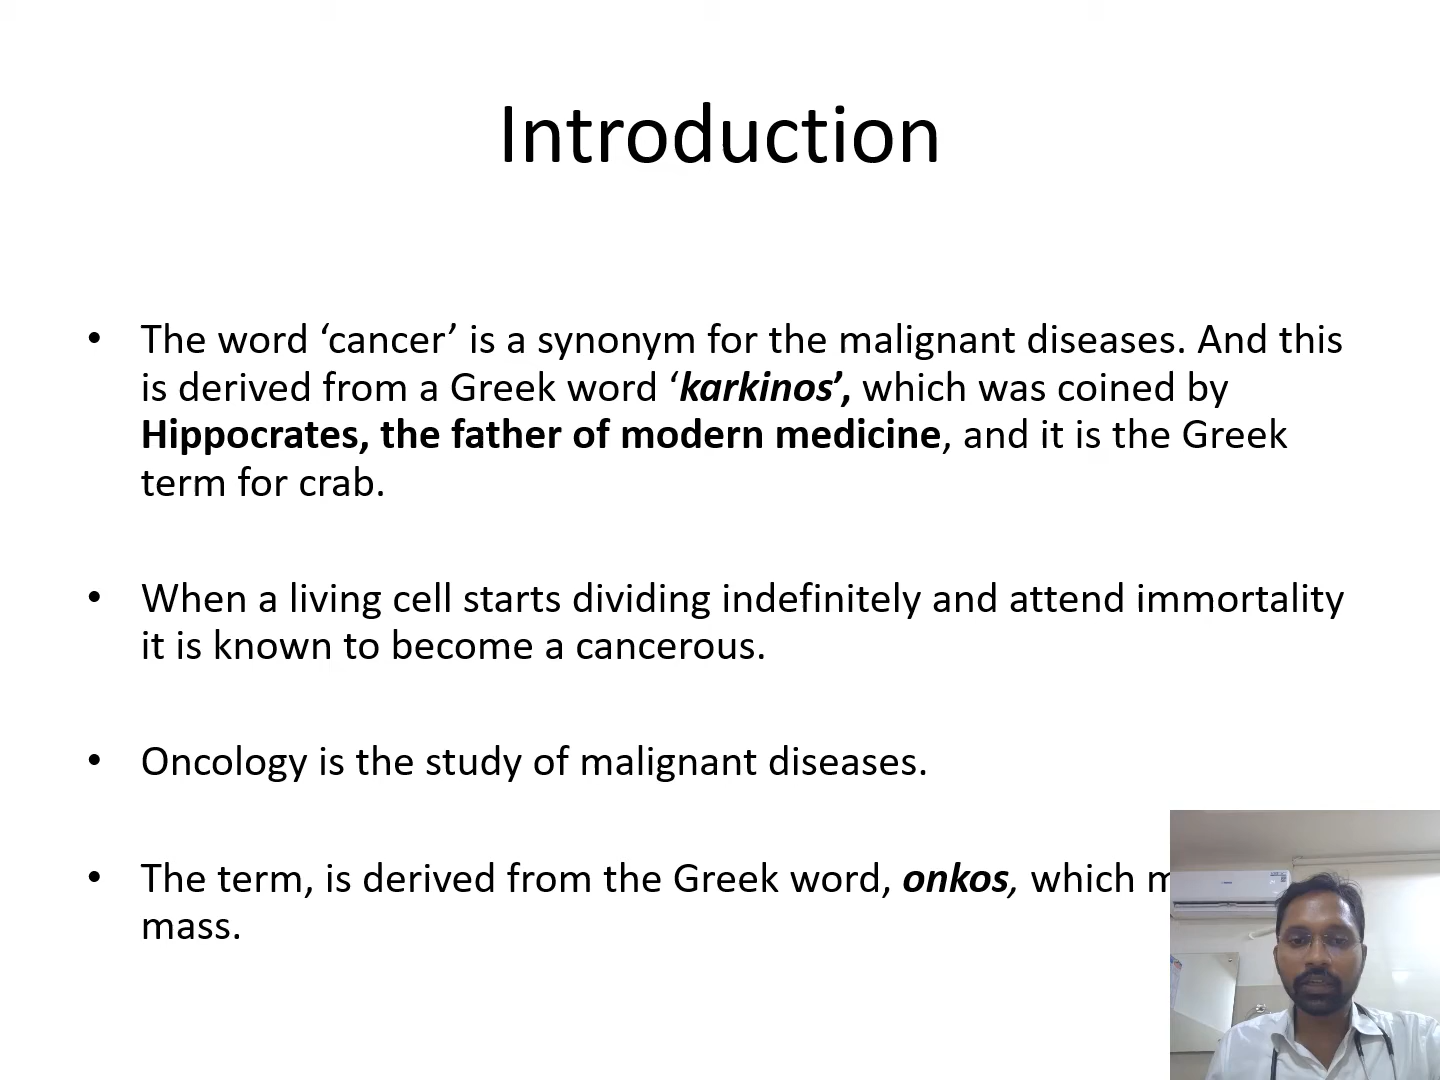 Introduction
• The word ‘cancer’ is a synonym for the malignant diseases. And this
is derived from a Greek word ‘karkinos’, which was coined by
Hippocrates, the father of modern medicine, and it is the Greek
term for crab.
• When a living cell starts dividing indefinitely and attend immortality
it is known to become a cancerous.
• Oncology is the study of malignant diseases.
• The term, is derived from the Greek word, onkos, which
mass.